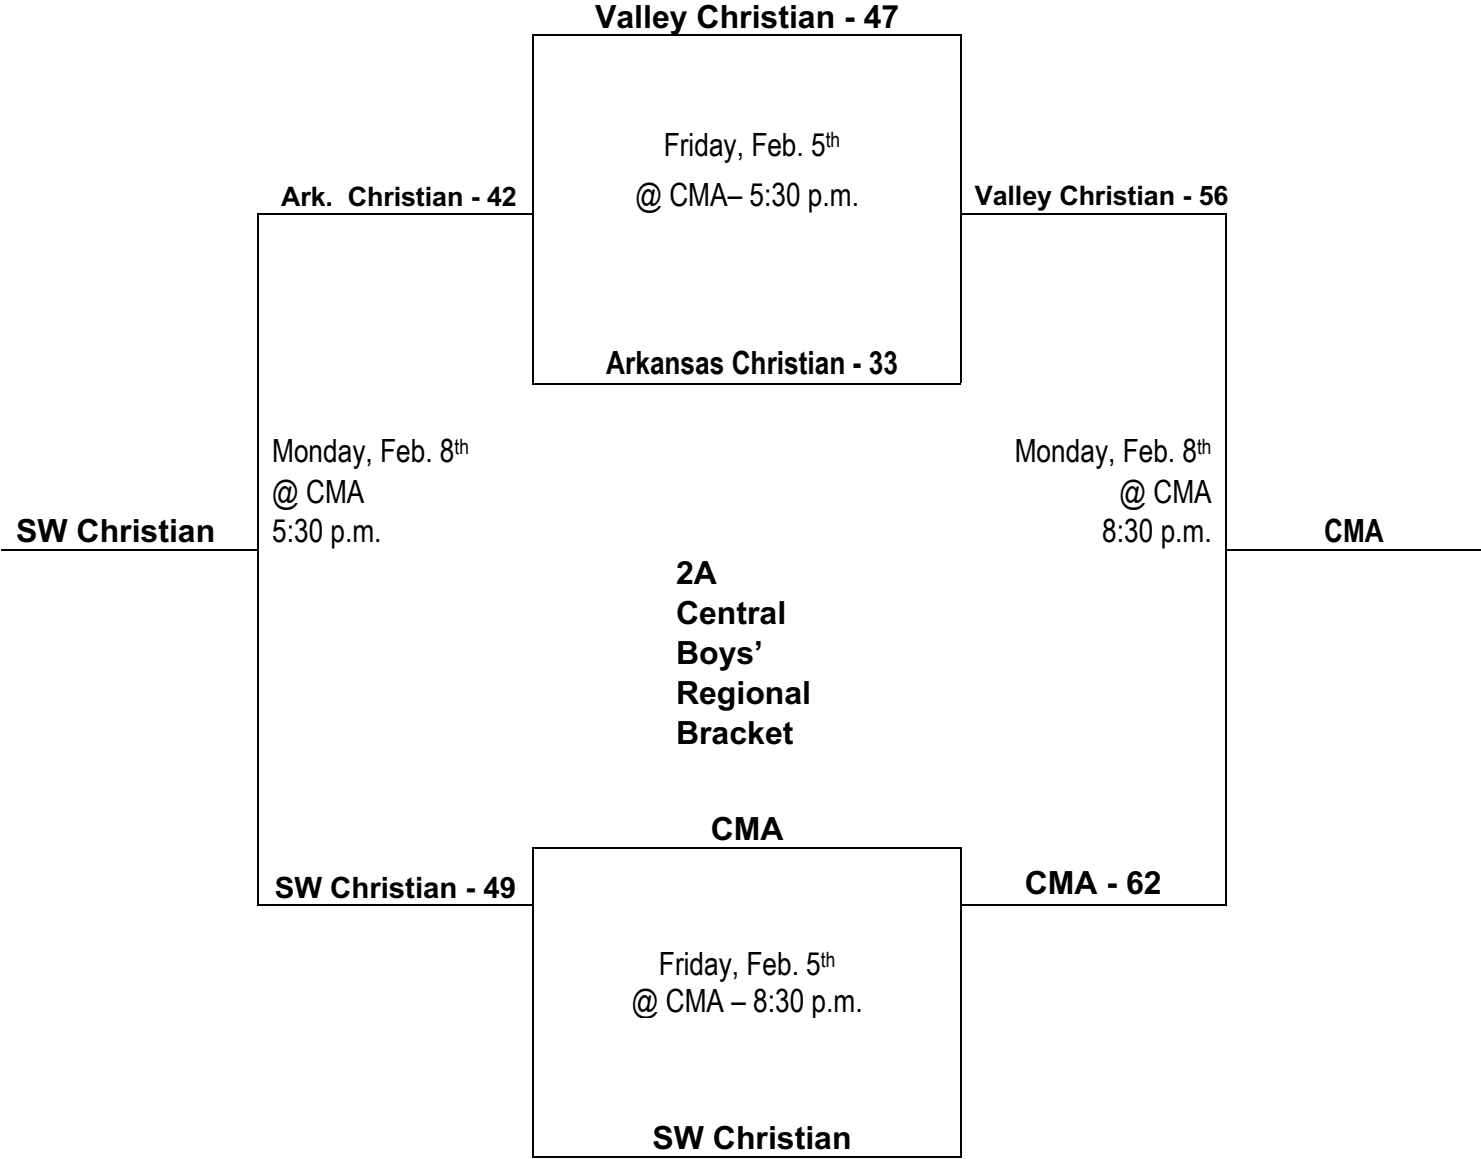 Valley Christian - 47
Friday, Feb. 5th
@ CMA– 5:30 p.m.
Ark.  Christian - 42
Valley Christian - 56
Arkansas Christian - 33
Monday, Feb. 8th
@ CMA
5:30 p.m.
Monday, Feb. 8th
@ CMA
8:30 p.m.
SW Christian
CMA
2A
Central
Boys’
Regional
Bracket
CMA
SW Christian - 49
CMA - 62
Friday, Feb. 5th
@ CMA – 8:30 p.m.
SW Christian